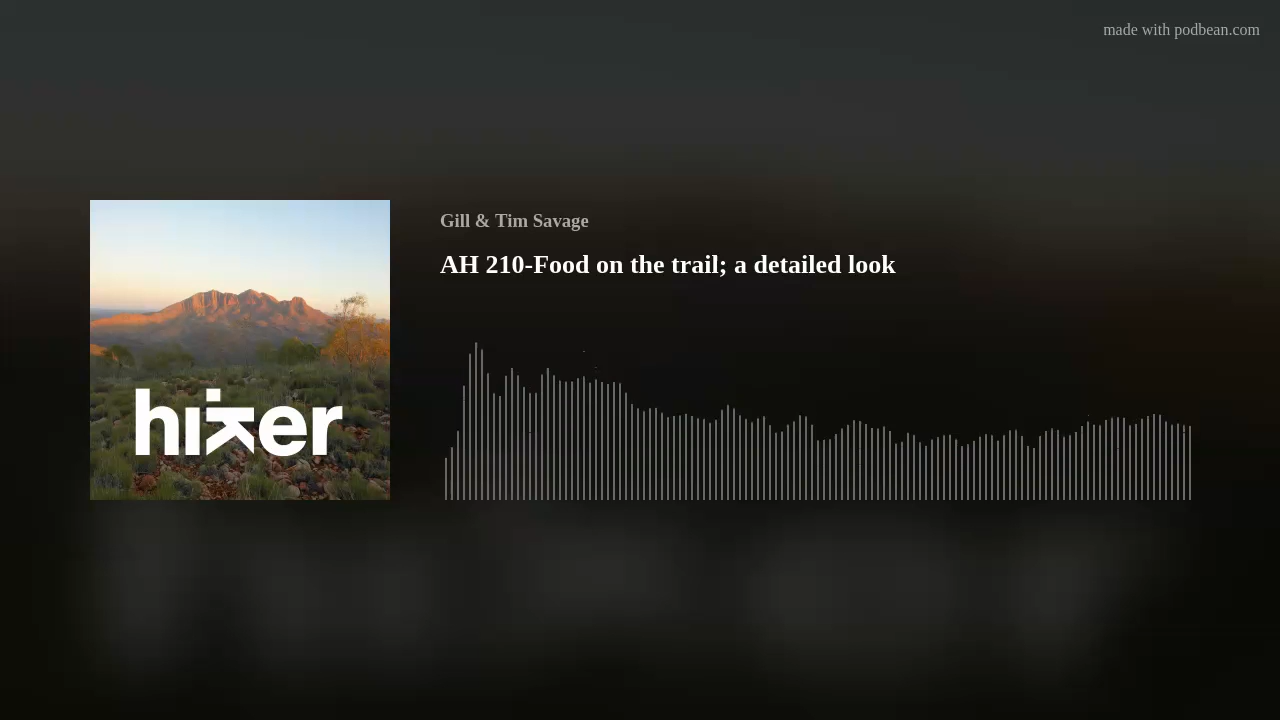 made with podbean.com
Gill & Tim Savage
AH 210-Food on the trail; a detailed look
hiker